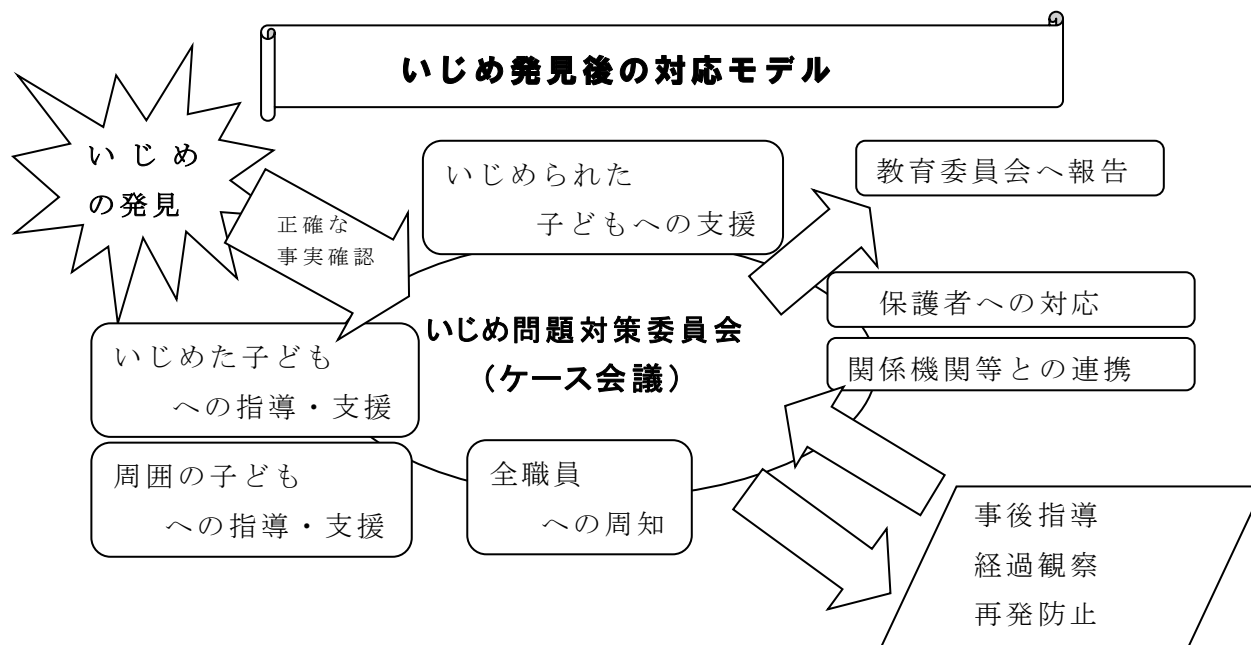 いじめ発見後の対応モデル
いじめ
の発見
正確な
事実確認
いじめられた
子どもへの支援
教育委員会へ報告
保護者への対応
関係機関等との連携
いじめ問題対策委員会
（ケース会議）
いじめた子ども
への指導・支援
周囲の子ども
への指導・支援
全職員
への周知
事後指導
経過観察
再発防止